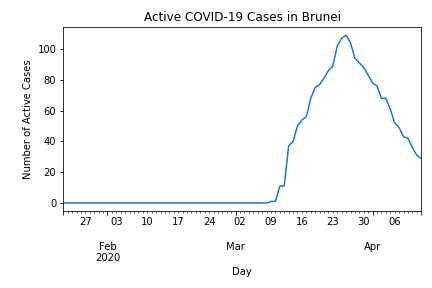 Active COVID-19 Cases in Brunei
Number of Active Cases
100
80
60
40
20
0
27 03 10 17 24 02 09 16 23 30 06
Feb Mar Apr
2020
Day